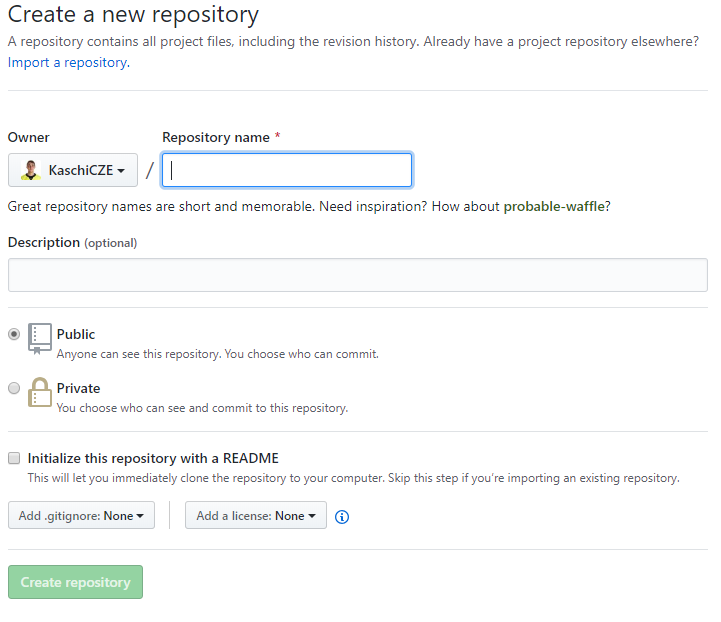 Create a new repository
A repository contains all project files, including the revision history. Already have a project repository elsewhere?
Import a repository.
Owner
Repository name *
KaschiCZE
/
Great repository names are short and memorable. Need inspiration? How about probable-waffle?
Description (optional)
Public
Anyone can see this repository. You choose who can commit.
Private
You choose who can see and commit to this repository.
Initialize this repository with a README
This will let you immediately clone the repository to your computer. Skip this step if you're importing an existing repository.
Add .gitignore: None
Add a license: None
Create repository